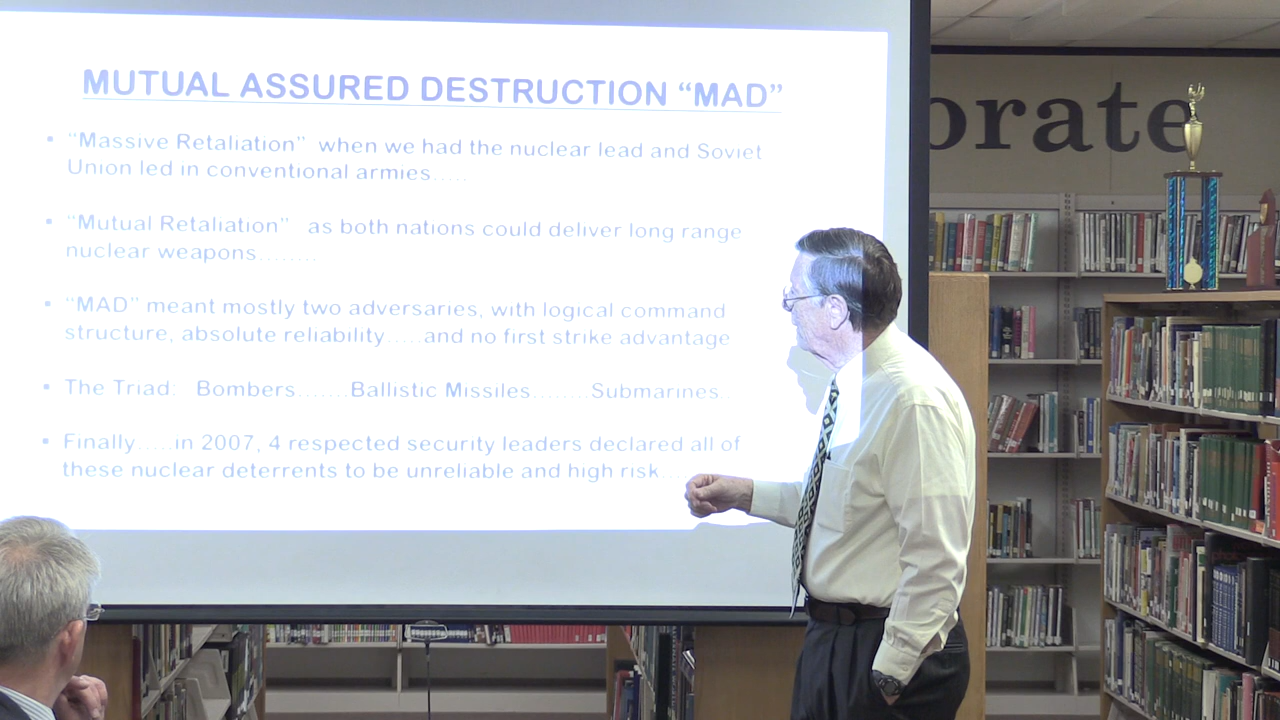 MUTUAL ASSURED DESTRUCTION “MAD”
“Massive Retaliation” when we had the nuclear lead and Soviet
Union led in conventional armies.....
“Mutual Retaliation” as both nations could deliver long range
nuclear weapons........
“MAD” meant mostly two adversaries, with logical command
structure, absolute reliability.....and no first strike advantage
The Triad: Bombers.......Ballistic Missiles........Submarines..
Finally.....in 2007, 4 respected security leaders declared all of
these nuclear deterrents to be unreliable and high risk....
orate